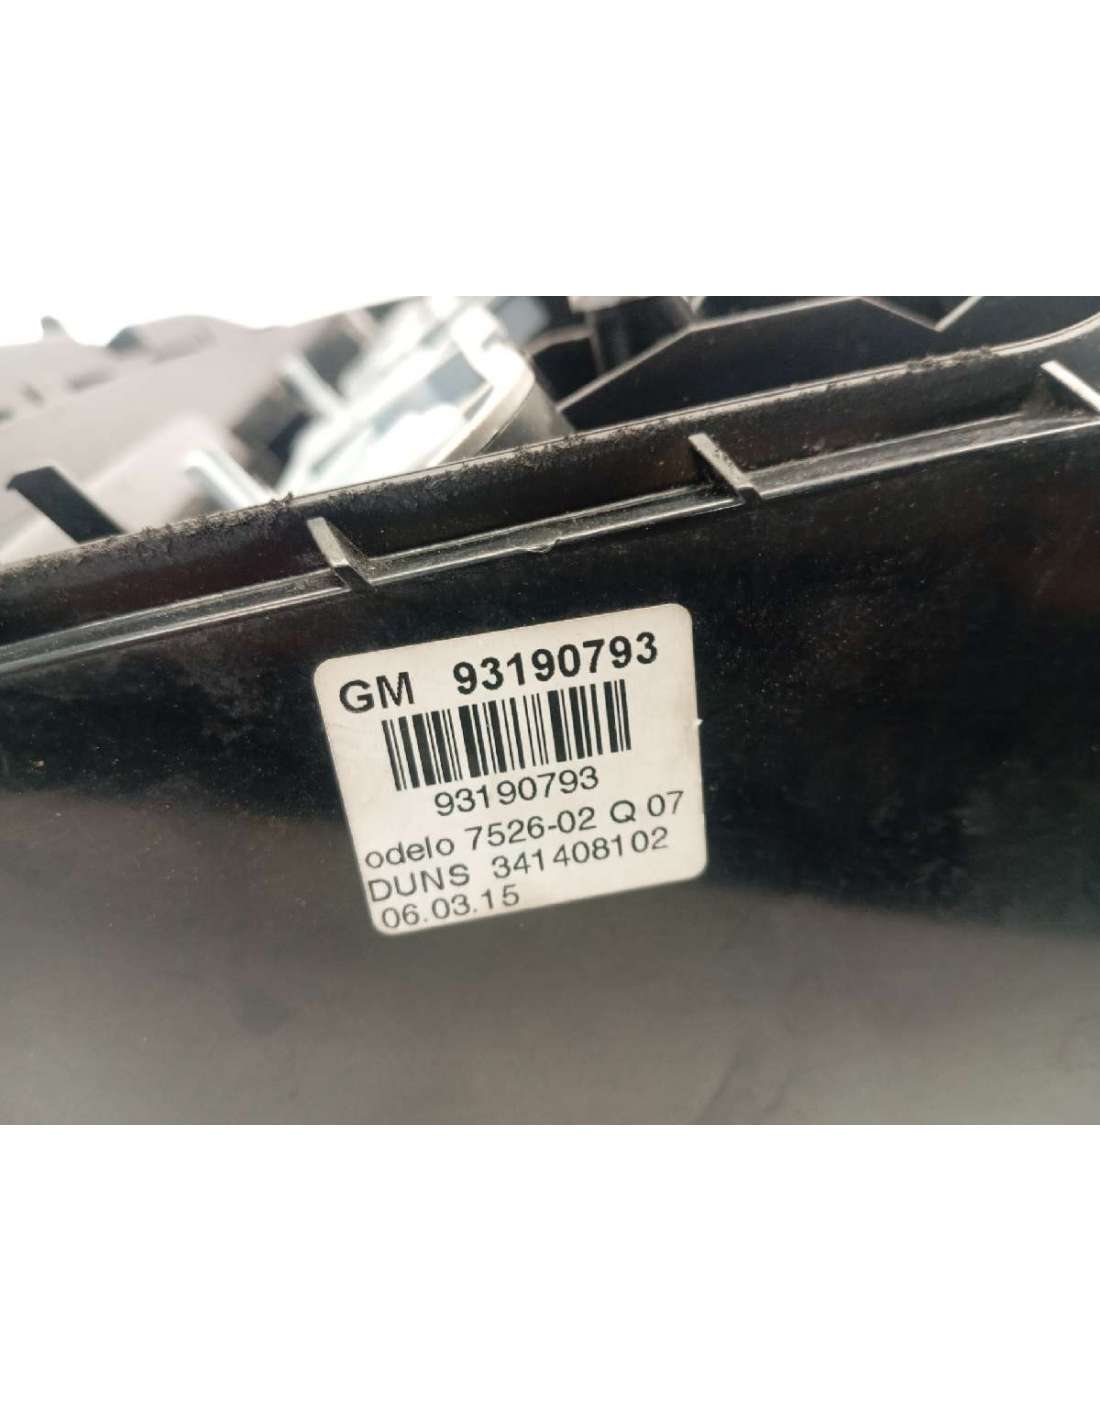 GM 93190793
93190793
odelo 7526-02 Q 07
DUNS 341408102
06.03.15